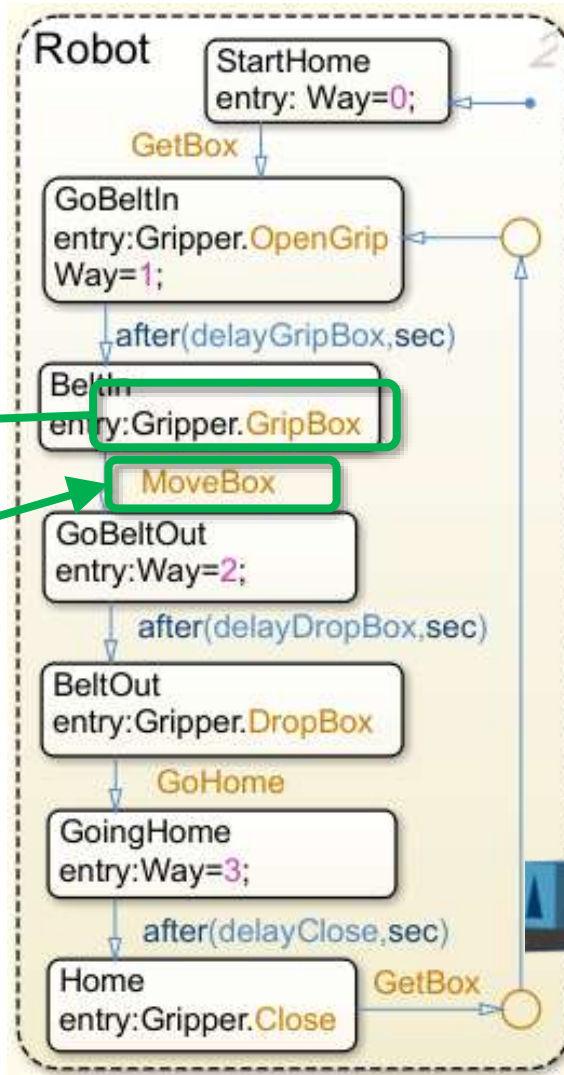 Robot
2
StartHome
entry: Way=0;
GetBox
GoBeltIn
entry:Gripper.OpenGrip
Way=1;
after(delayGripBox,sec)
BeltIn
entry:Gripper.GripBox
MoveBox
GoBeltOut
entry:Way=2;
after(delayDropBox,sec)
BeltOut
entry:Gripper.DropBox
GoHome
GoingHome
entry:Way=3;
after(delayClose,sec)
Home
entry:Gripper.Close
GetBox